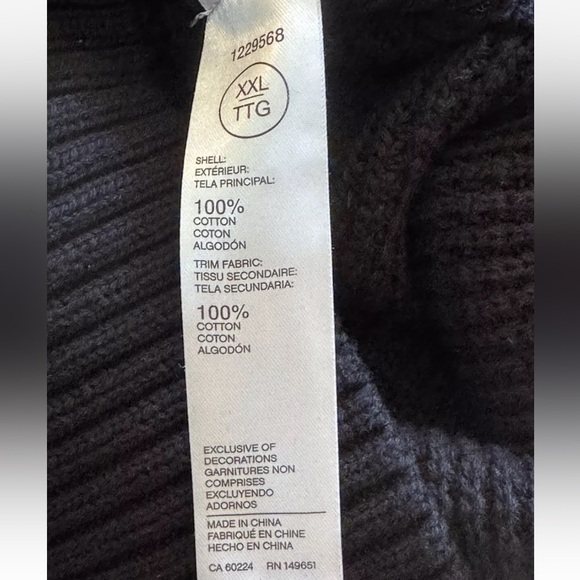 1229568
XXL
TTG
SHELL:
EXTÉRIEUR:
TELA PRINCIPAL:
100%
COTTON
COTON
ALGODÓN
TRIM FABRIC:
TISSU SECONDAIRE:
TELA SECUNDARIA:
100%
COTTON
COTON
ALGODÓN
EXCLUSIVE OF
DECORATIONS
GARNITURES NON
COMPRISES
EXCLUYENDO
ADORNOS
MADE IN CHINA
FABRIQUÉ EN CHINE
HECHO EN CHINA
CA 60224 RN 149651